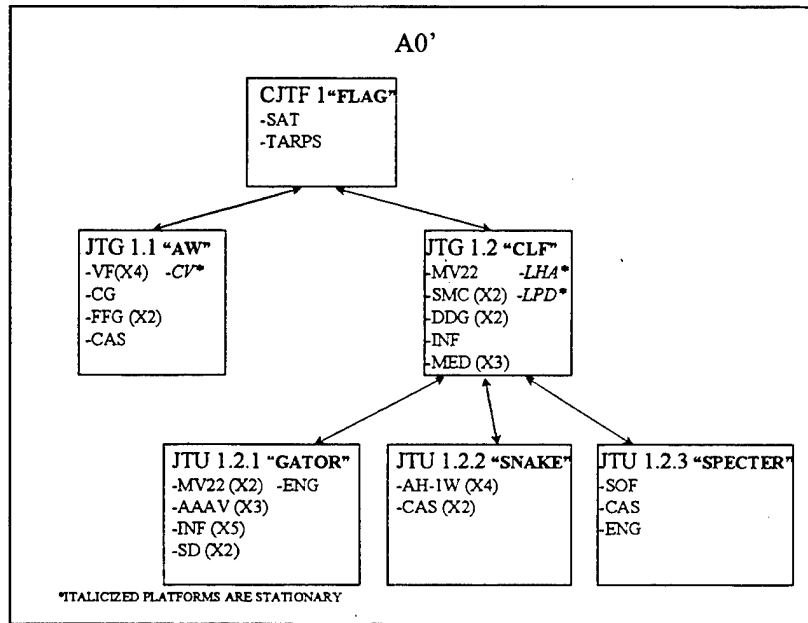 A0’
CJTF 1 “FLAG”
-SAT
-TARPS
JTG 1.1 “AW”
-VF(X4) -CV*
-CG
-FFG (X2)
-CAS
JTG 1.2 “CLF”
-MV22 -LHA*
-SMC (X2) -LPD*
-DDG (X2)
-INF
-MED (X3)
JTU 1.2.1 “GATOR”
-MV22 (X2) -ENG
-AAAV (X3)
-INF (X5)
-SD (X2)
JTU 1.2.2 “SNAKE”
-AH-1W (X4)
-CAS (X2)
JTU 1.2.3 “SPECTER”
-SOF
-CAS
-ENG
*ITALICIZED PLATFORMS ARE STATIONARY